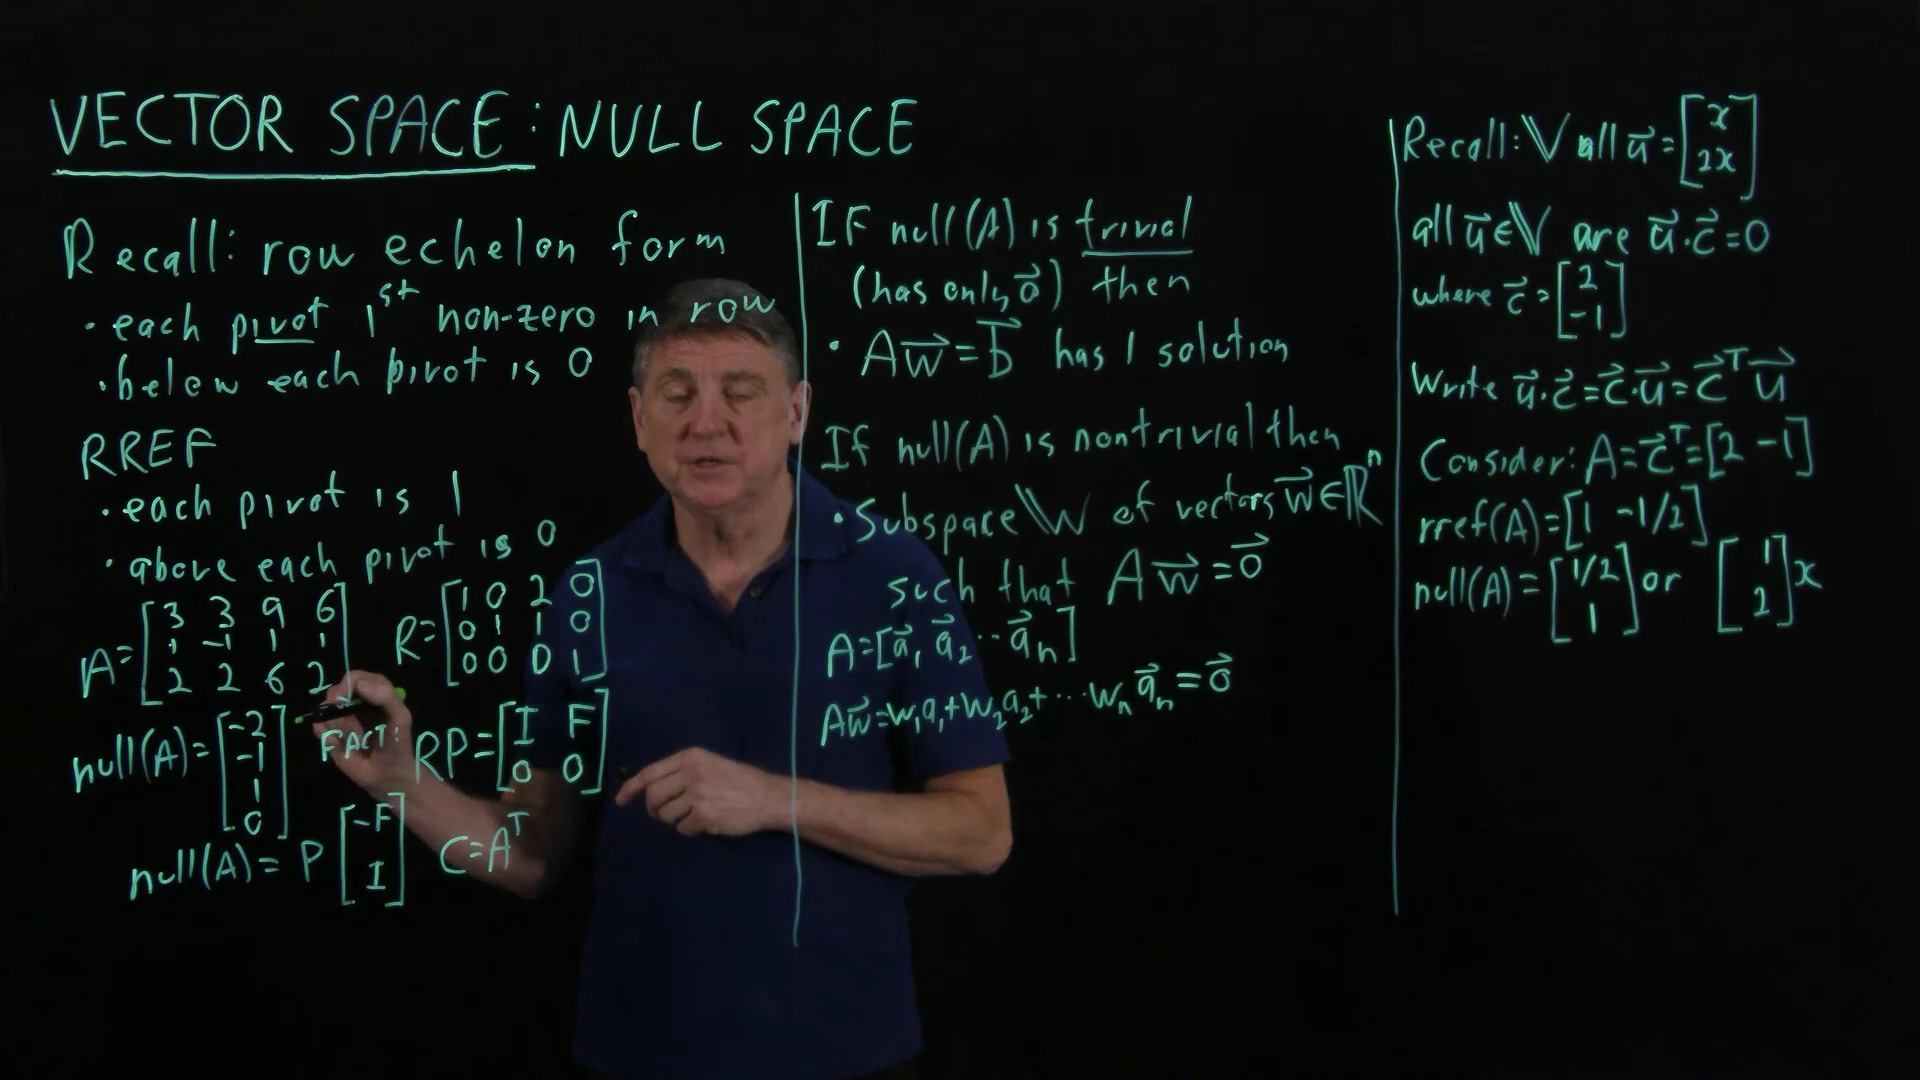 VECTOR SPACE: NULL SPACE
Recall: row echelon form
• each pivot 1st non-zero in row
• below each pivot is 0
RREF
• each pivot is 1
• above each pivot is 0
A = [3 3 9 6
1 -1 1 1
2 2 6 2]
R = [1 0 2 0
0 1 1 0
0 0 0 1]
null(A) = [-2
-1
1
0]
FACT: RP = [I F
0 0]
null(A) = P [-F
I]
C = Aᵀ
IF null(A) is trivial
(has only 0⃗) then
• Aw⃗ = b⃗ has 1 solution
If null(A) is nontrivial then
• Subspace 𝕎 of vectors w⃗ ∈ ℝⁿ
such that Aw⃗ = 0⃗
A = [a⃗₁ a⃗₂ ·· a⃗ₙ]
Aw⃗ = w₁a₁ + w₂a₂ + ··· wₙa⃗ₙ = 0⃗
Recall: 𝕍 all u⃗ = [x
2x]
all u⃗ ∈ 𝕍 are u⃗·c⃗ = 0
where c⃗ = [2
-1]
Write u⃗·c⃗ = c⃗·u⃗ = c⃗ᵀu⃗
Consider: A = c⃗ᵀ = [2 -1]
rref(A) = [1 -1/2]
null(A) = [1/2
1] or [1
2] x